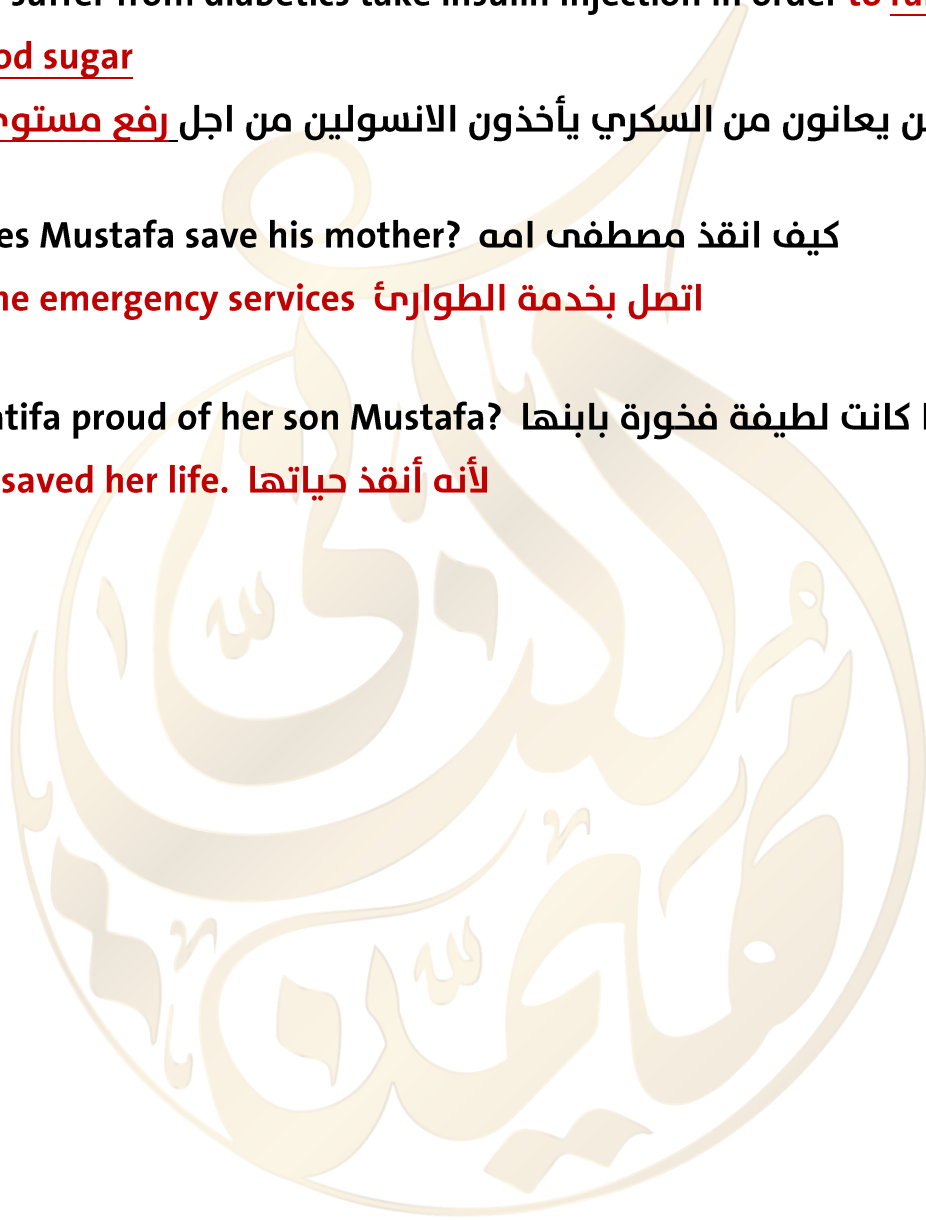 suffer from diabetics take insulin injection in order to
od sugar
ن يعانون من السكري يأخذون الانسولين من اجل رفع مستوى
es Mustafa save his mother? كيف انقذ مصطفى امه
he emergency services اتصل بخدمة الطوارئ
tifa proud of her son Mustafa? كانت لطيفة فخورة بابنها
saved her life. لأنه أنقذ حياتها